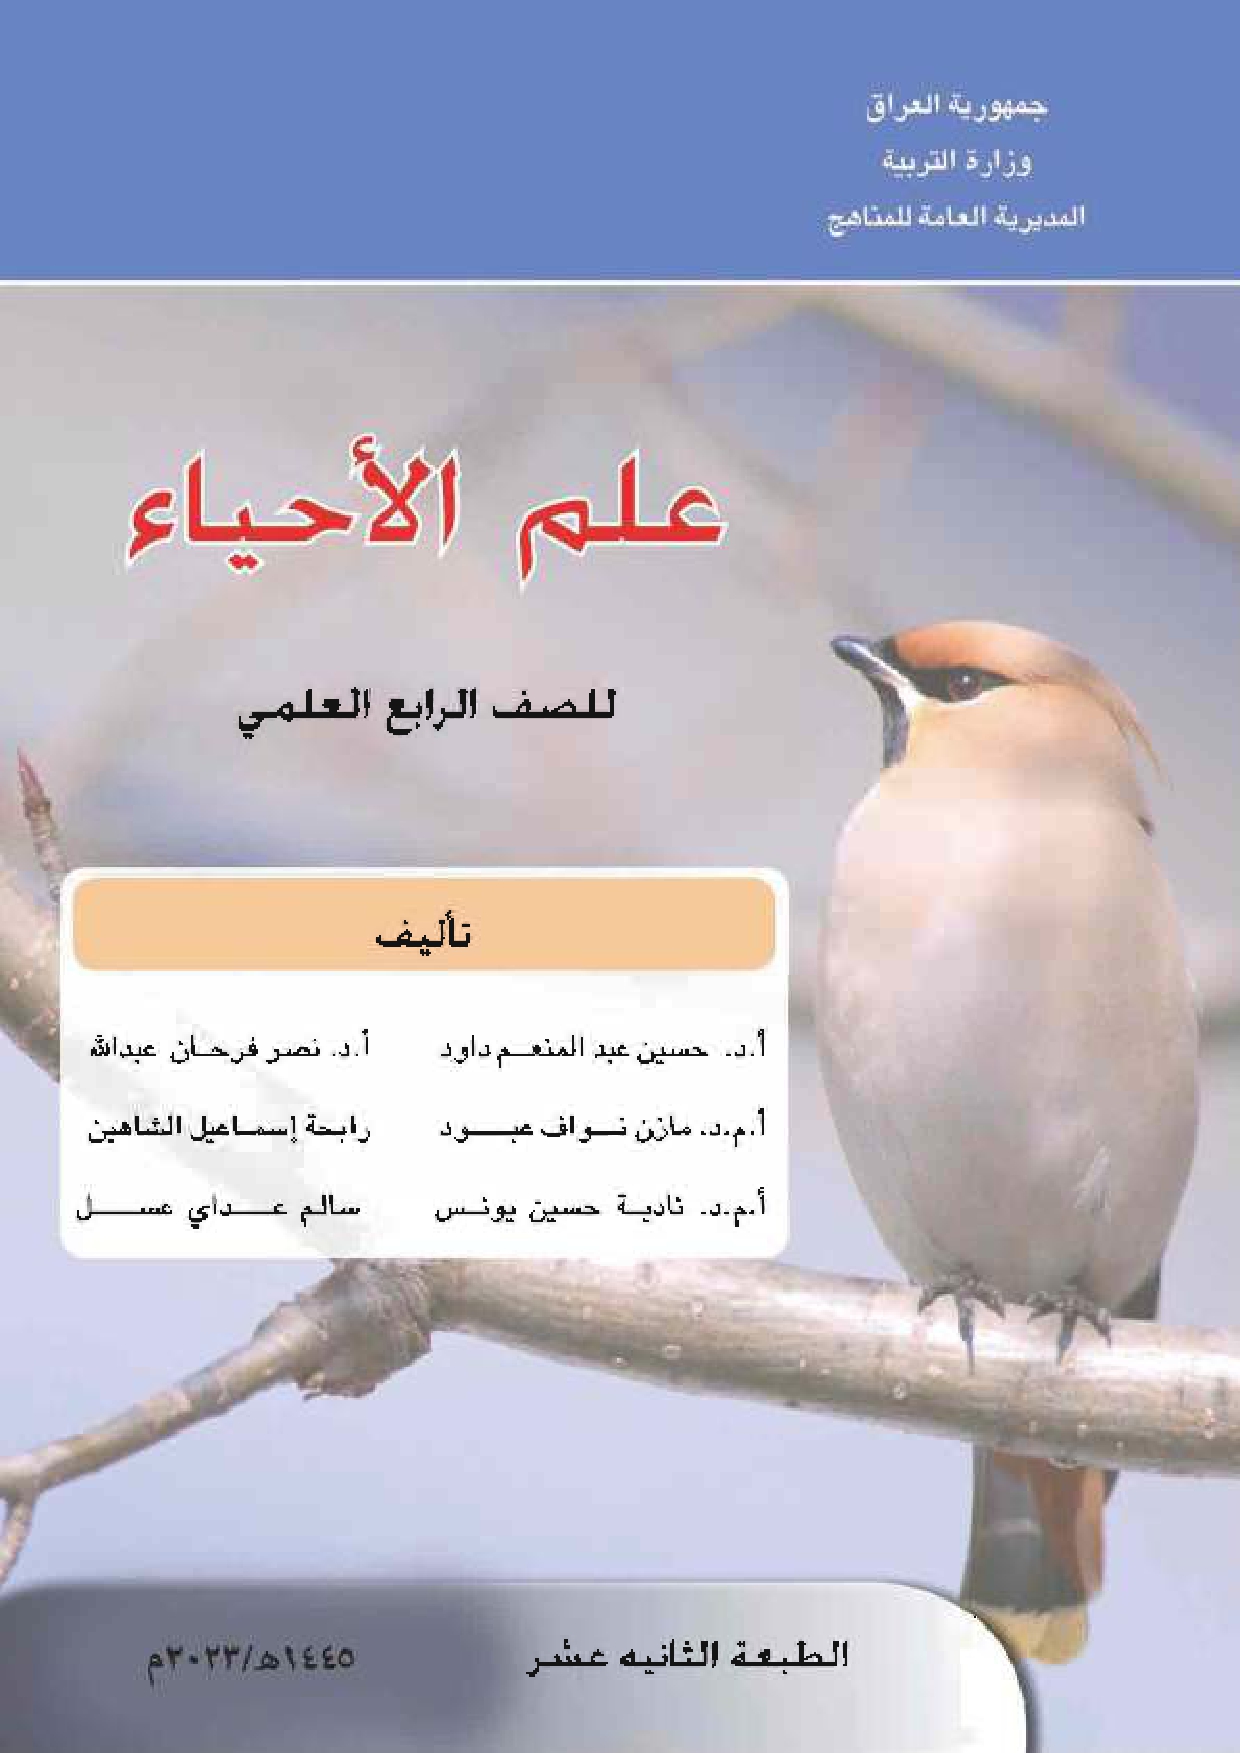 جمهورية العراق
وزارة التربية
المديرية العامة للمناهج
علم الأحياء
للصف الرابع العلمي
تأليف
أ.د. حسين عبد المنعم داود أ.د. نصر فرحان عبدالله
أ.م.د. مازن نواف عبود رابحة إسماعيل الشاهين
أ.م.د. نادية حسين يونس سالم عداي عسل
الطبعة الثانيه عشر ١٤٤٥هـ/٢٠٢٣م